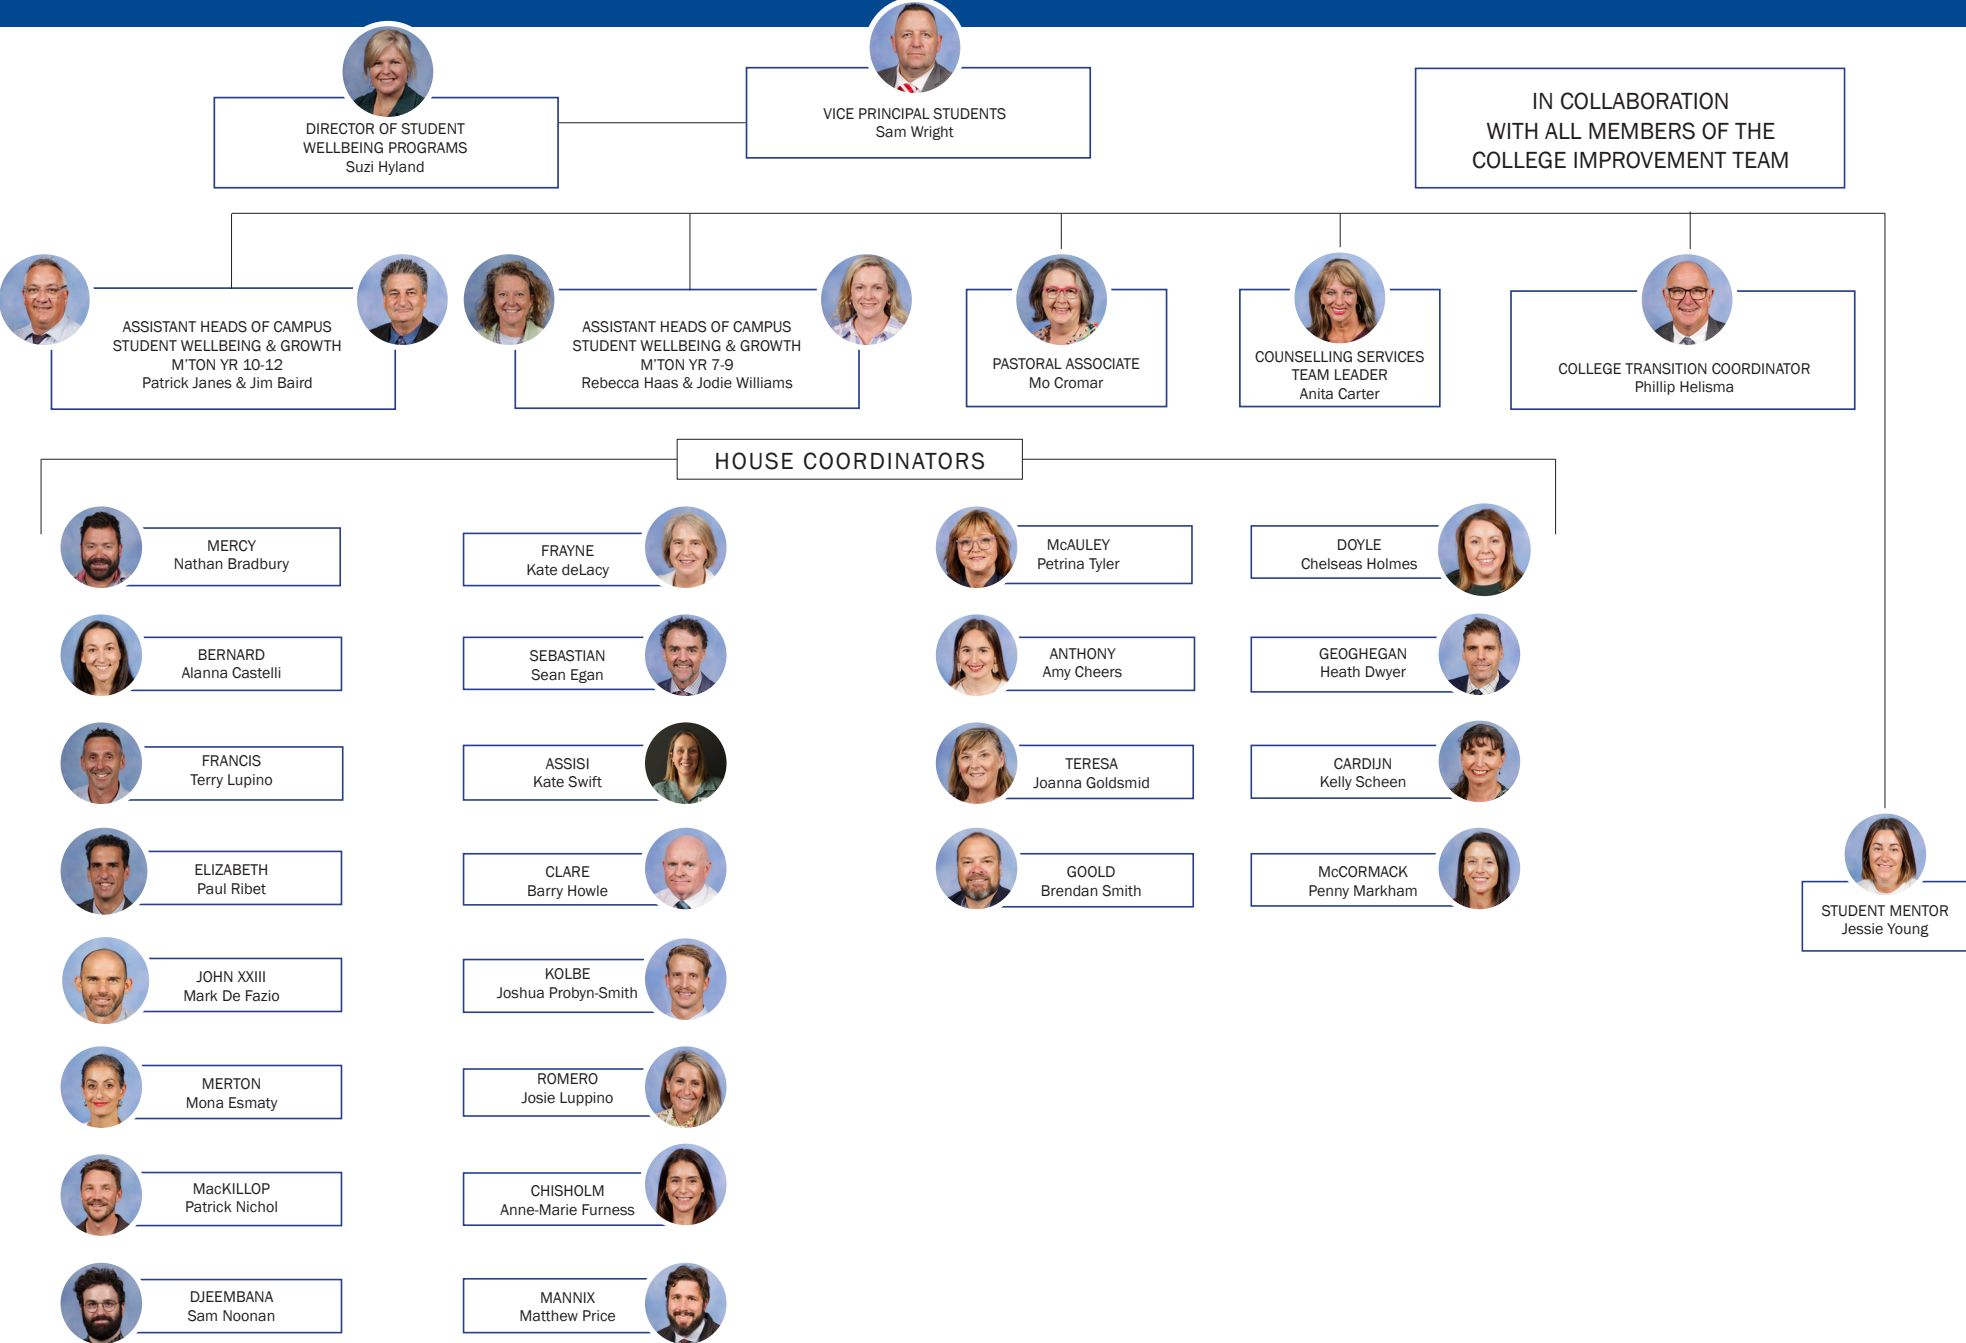 DIRECTOR OF STUDENT
WELLBEING PROGRAMS
Suzi Hyland
VICE PRINCIPAL STUDENTS
Sam Wright
IN COLLABORATION
WITH ALL MEMBERS OF THE
COLLEGE IMPROVEMENT TEAM
ASSISTANT HEADS OF CAMPUS
STUDENT WELLBEING & GROWTH
M'TON YR 10-12
Patrick Janes & Jim Baird
ASSISTANT HEADS OF CAMPUS
STUDENT WELLBEING & GROWTH
M'TON YR 7-9
Rebecca Haas & Jodie Williams
PASTORAL ASSOCIATE
Mo Cromar
COUNSELLING SERVICES
TEAM LEADER
Anita Carter
COLLEGE TRANSITION COORDINATOR
Phillip Helisma
HOUSE COORDINATORS
MERCY
Nathan Bradbury
FRAYNE
Kate deLacy
McAULEY
Petrina Tyler
DOYLE
Chelseas Holmes
BERNARD
Alanna Castelli
SEBASTIAN
Sean Egan
ANTHONY
Amy Cheers
GEOGHEGAN
Heath Dwyer
FRANCIS
Terry Lupino
ASSISI
Kate Swift
TERESA
Joanna Goldsmid
CARDIJN
Kelly Scheen
ELIZABETH
Paul Ribet
CLARE
Barry Howle
GOOLD
Brendan Smith
McCORMACK
Penny Markham
STUDENT MENTOR
Jessie Young
JOHN XXIII
Mark De Fazio
KOLBE
Joshua Probyn-Smith
MERTON
Mona Esmaty
ROMERO
Josie Luppino
MacKILLOP
Patrick Nichol
CHISHOLM
Anne-Marie Furness
DJEEMBANA
Sam Noonan
MANNIX
Matthew Price